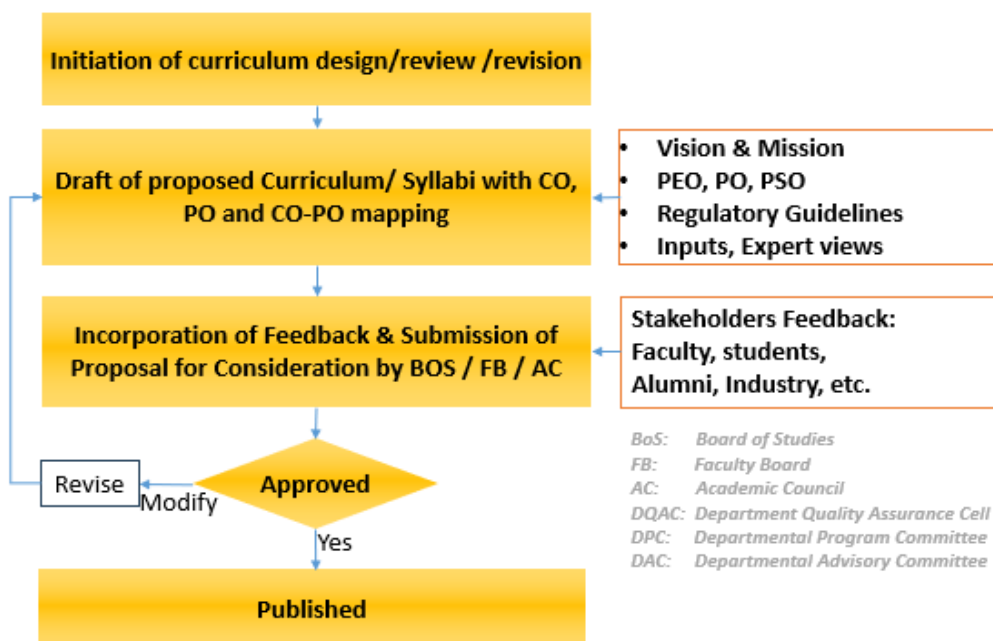 Initiation of curriculum design/review /revision
Draft of proposed Curriculum/ Syllabi with CO,
PO and CO-PO mapping
• Vision & Mission
• PEO, PO, PSO
• Regulatory Guidelines
• Inputs, Expert views
Incorporation of Feedback & Submission of
Proposal for Consideration by BOS / FB / AC
Stakeholders Feedback:
Faculty, students,
Alumni, Industry, etc.
BoS: Board of Studies
FB: Faculty Board
AC: Academic Council
DQAC: Department Quality Assurance Cell
DPC: Departmental Program Committee
DAC: Departmental Advisory Committee
Approved
Revise
Modify
Yes
Published